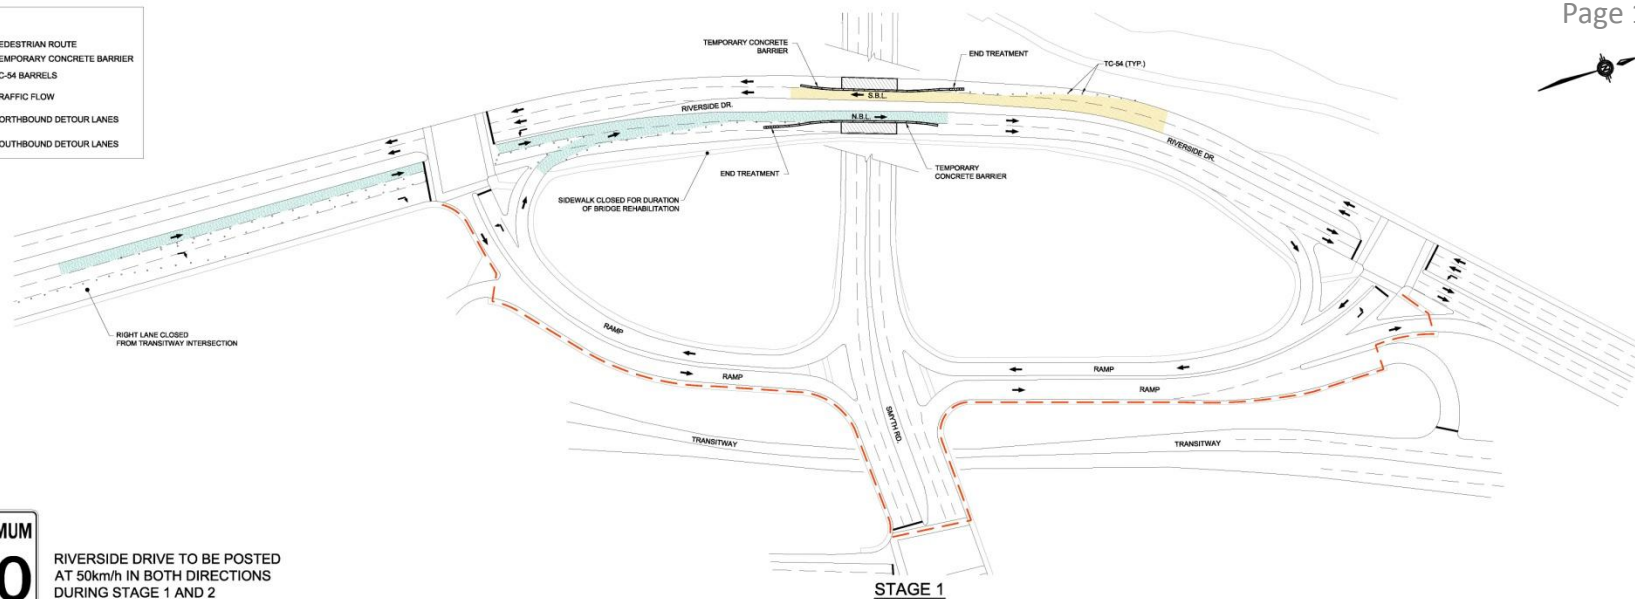 Page
EDESTRIAN ROUTE
EMPORARY CONCRETE BARRIER
C-54 BARRELS
RAFFIC FLOW
ORTHBOUND DETOUR LANES
OUTHBOUND DETOUR LANES
TEMPORARY CONCRETE
BARRIER
END TREATMENT
TC-54 (TYP.)
S.B.L.
RIVERSIDE DR.
N.B.L.
RIVERSIDE DR.
END TREATMENT
TEMPORARY
CONCRETE BARRIER
SIDEWALK CLOSED FOR DURATION
OF BRIDGE REHABILITATION
RIGHT LANE CLOSED
FROM TRANSITWAY INTERSECTION
RAMP
RAMP
RAMP
RAMP
SMYTH RD.
TRANSITWAY
TRANSITWAY
MUM
0
RIVERSIDE DRIVE TO BE POSTED
AT 50km/h IN BOTH DIRECTIONS
DURING STAGE 1 AND 2
STAGE 1